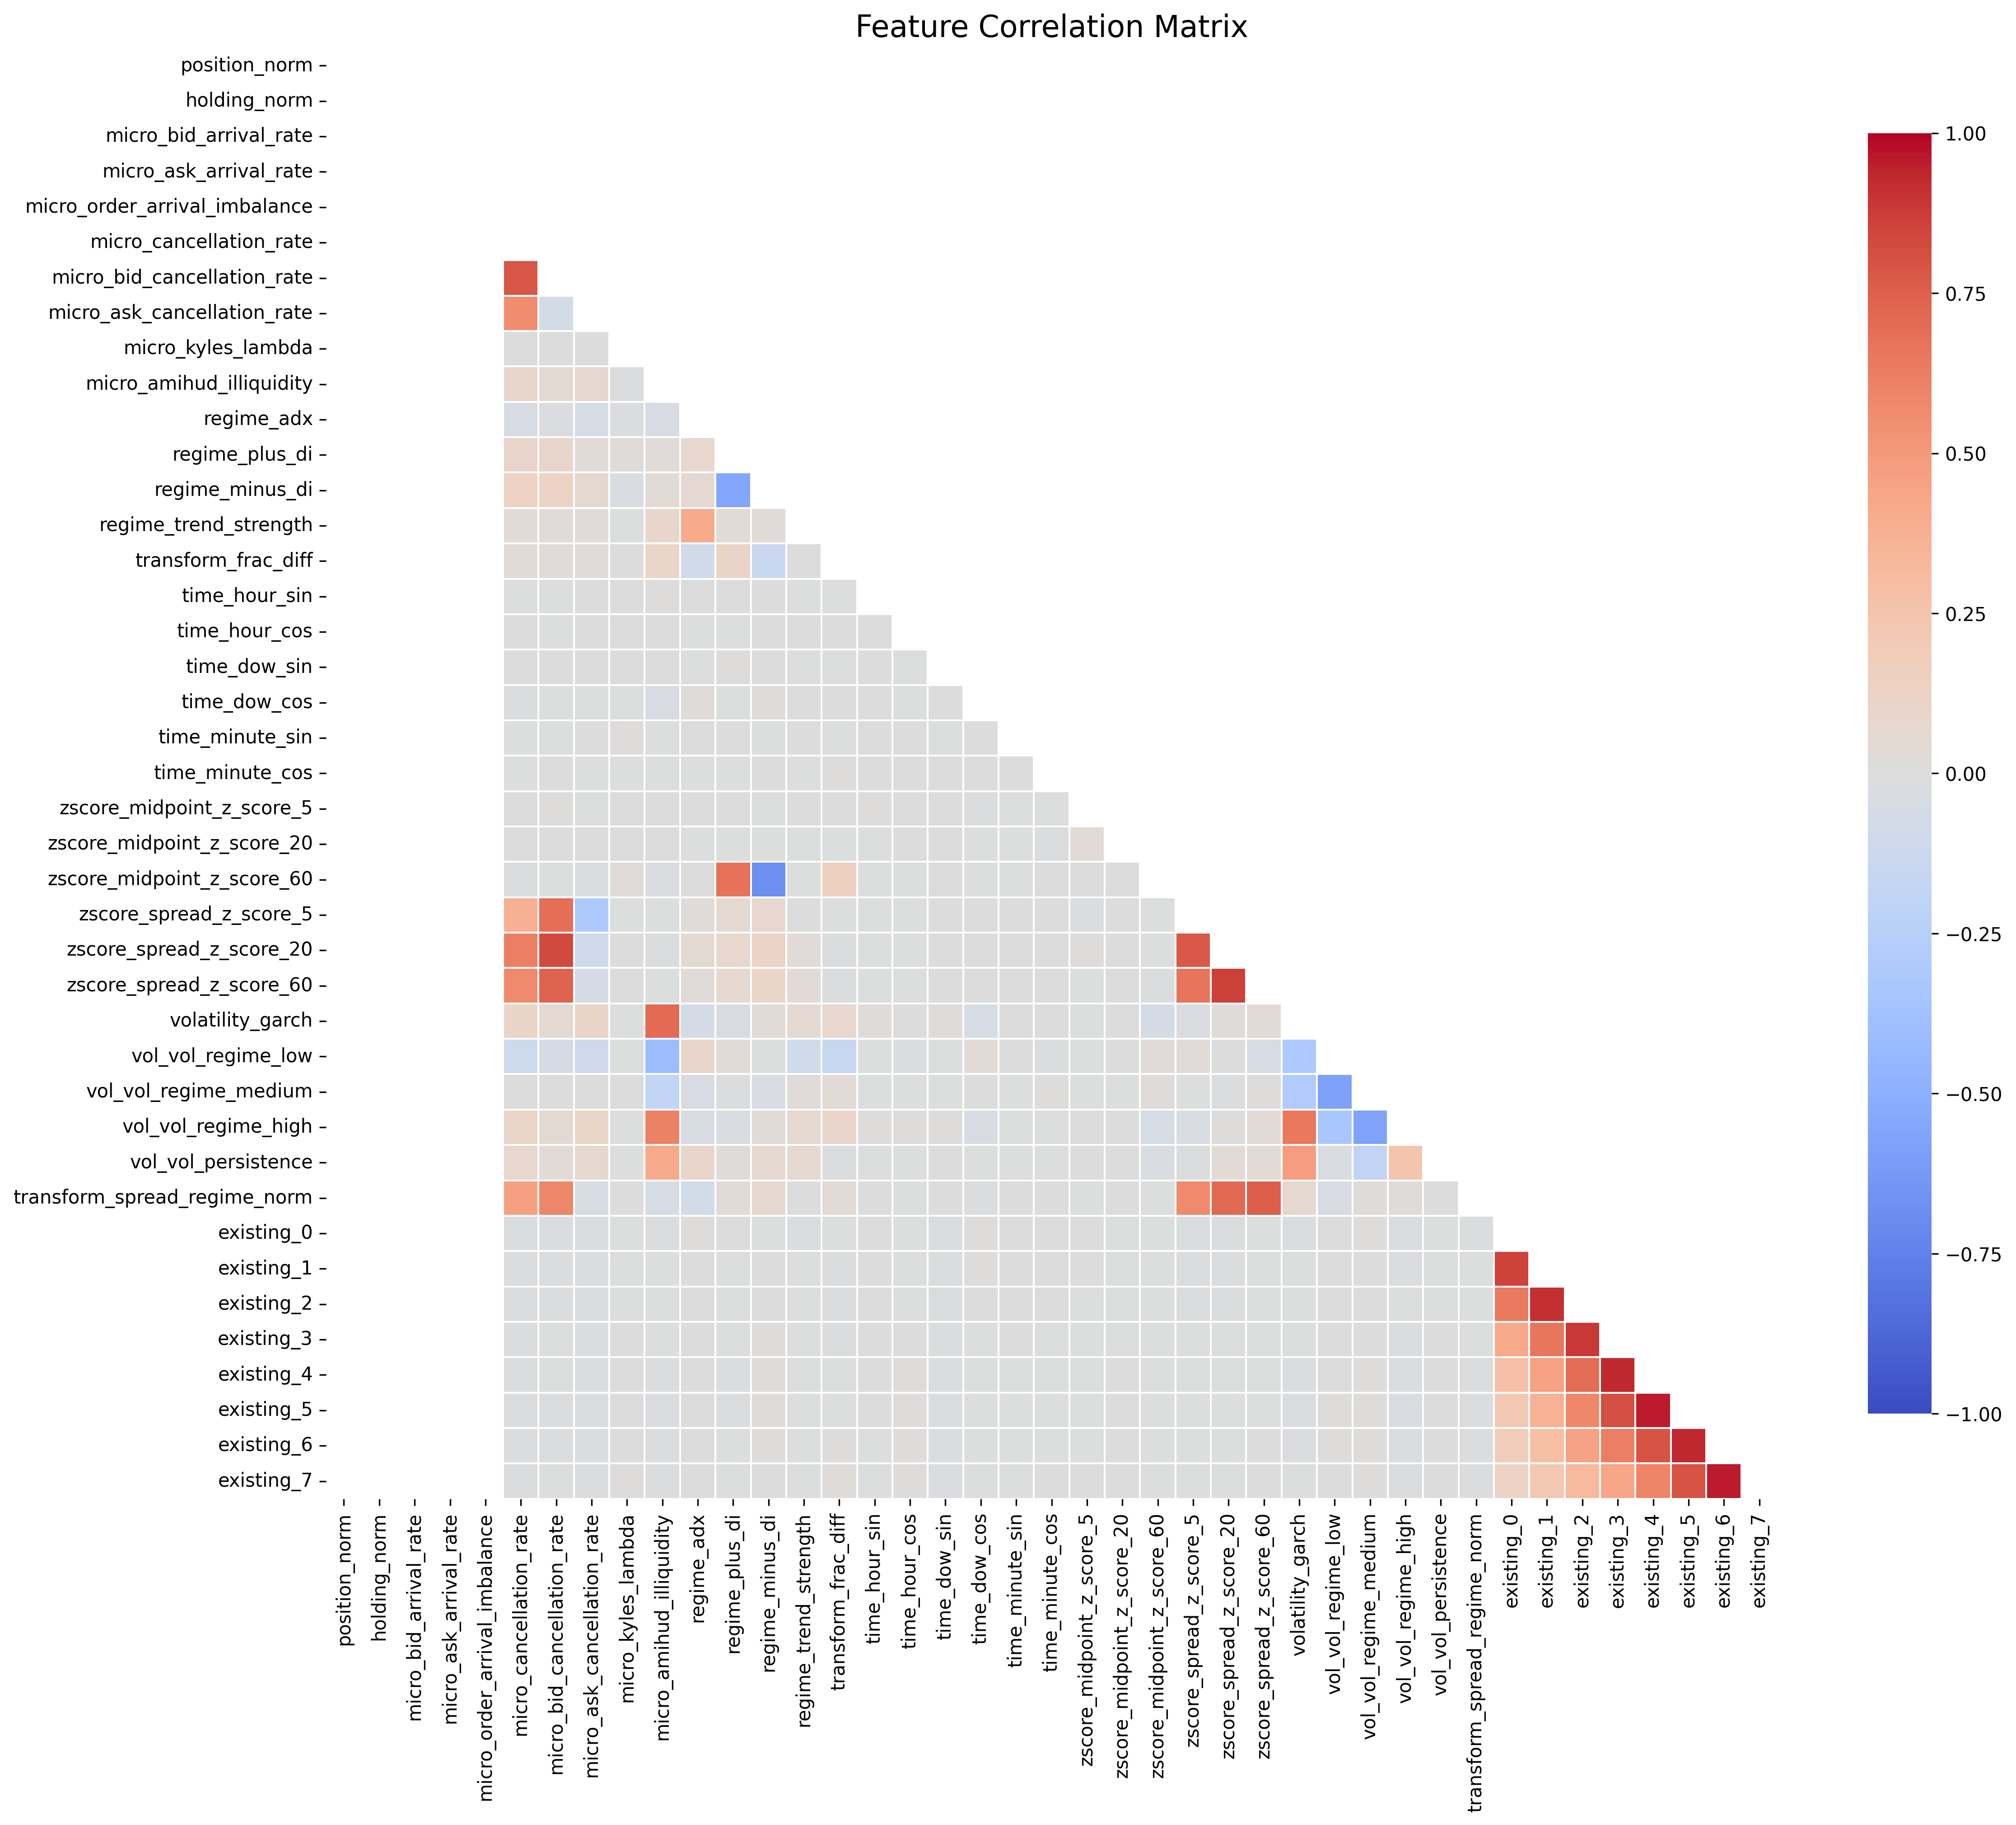 Feature Correlation Matrix
position_norm
holding_norm
micro_bid_arrival_rate
micro_ask_arrival_rate
micro_order_arrival_imbalance
micro_cancellation_rate
micro_bid_cancellation_rate
micro_ask_cancellation_rate
micro_kyles_lambda
micro_amihud_illiquidity
regime_adx
regime_plus_di
regime_minus_di
regime_trend_strength
transform_frac_diff
time_hour_sin
time_hour_cos
time_dow_sin
time_dow_cos
time_minute_sin
time_minute_cos
zscore_midpoint_z_score_5
zscore_midpoint_z_score_20
zscore_midpoint_z_score_60
zscore_spread_z_score_5
zscore_spread_z_score_20
zscore_spread_z_score_60
volatility_garch
vol_vol_regime_low
vol_vol_regime_medium
vol_vol_regime_high
vol_vol_persistence
transform_spread_regime_norm
existing_0
existing_1
existing_2
existing_3
existing_4
existing_5
existing_6
existing_7
position_norm
holding_norm
micro_bid_arrival_rate
micro_ask_arrival_rate
micro_order_arrival_imbalance
micro_cancellation_rate
micro_bid_cancellation_rate
micro_ask_cancellation_rate
micro_kyles_lambda
micro_amihud_illiquidity
regime_adx
regime_plus_di
regime_minus_di
regime_trend_strength
transform_frac_diff
time_hour_sin
time_hour_cos
time_dow_sin
time_dow_cos
time_minute_sin
time_minute_cos
zscore_midpoint_z_score_5
zscore_midpoint_z_score_20
zscore_midpoint_z_score_60
zscore_spread_z_score_5
zscore_spread_z_score_20
zscore_spread_z_score_60
volatility_garch
vol_vol_regime_low
vol_vol_regime_medium
vol_vol_regime_high
vol_vol_persistence
transform_spread_regime_norm
existing_0
existing_1
existing_2
existing_3
existing_4
existing_5
existing_6
existing_7
1.00
0.75
0.50
0.25
0.00
−0.25
−0.50
−0.75
−1.00